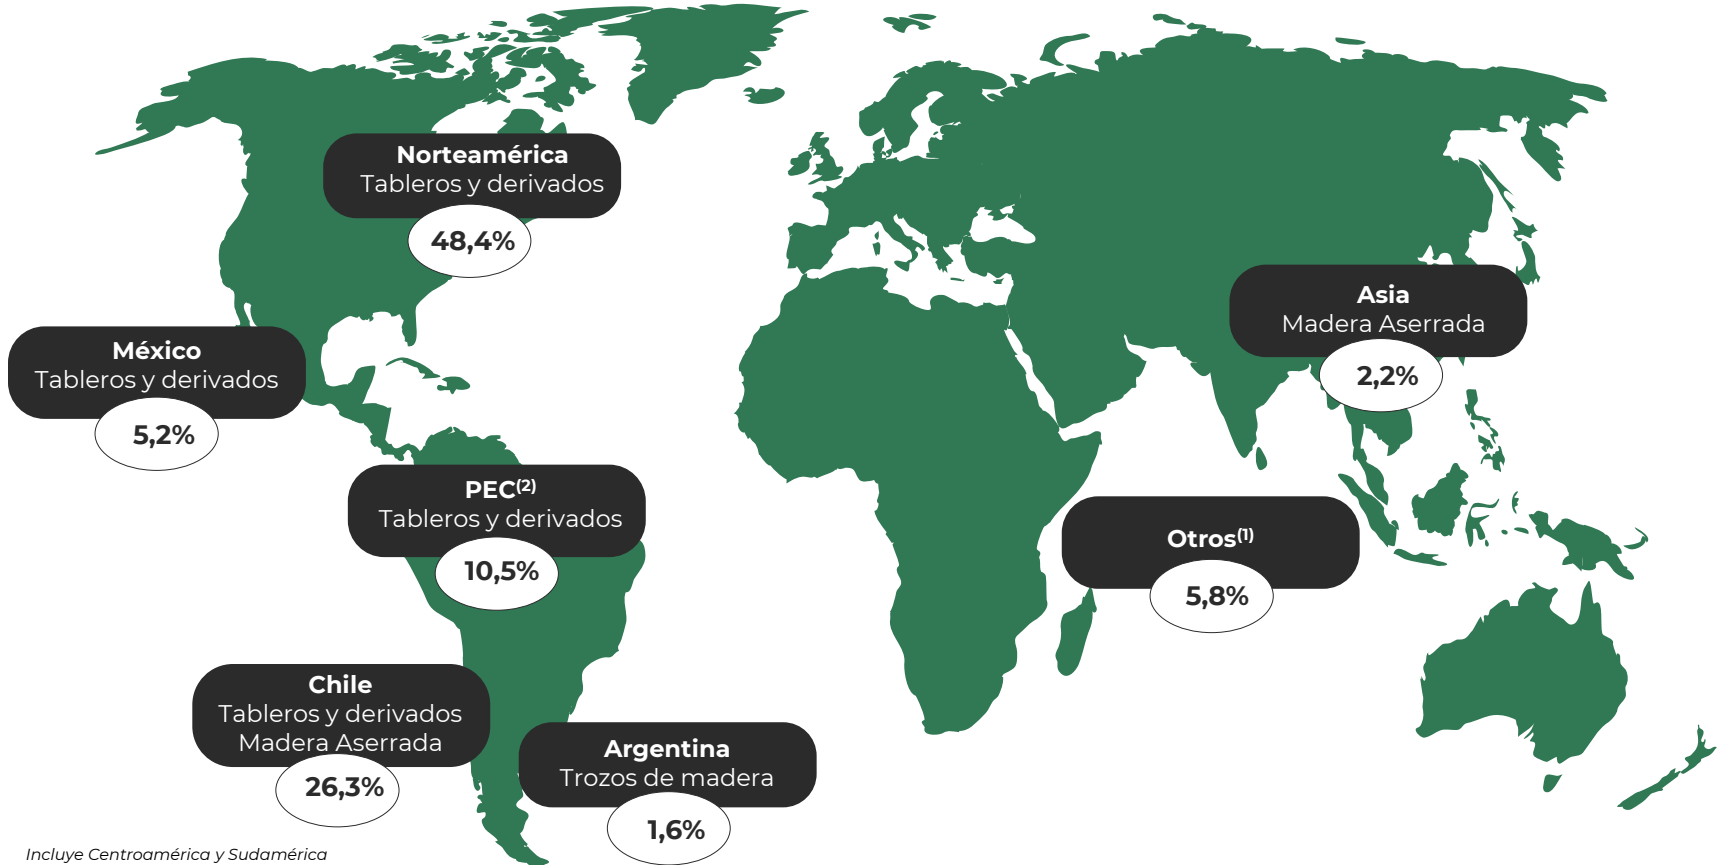 Norteamérica
Tableros y derivados
48,4%
Asia
Madera Aserrada
2,2%
México
Tableros y derivados
5,2%
PEC(2)
Tableros y derivados
10,5%
Otros(1)
5,8%
Chile
Tableros y derivados
Madera Aserrada
26,3%
Argentina
Trozos de madera
1,6%
Incluye Centroamérica y Sudamérica